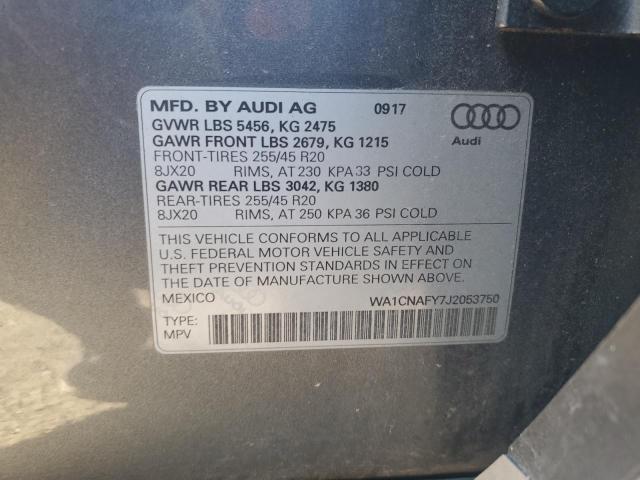 MFD. BY AUDI AG 09 17
GVWR LBS 5456, KG 2475
GAWR FRONT LBS 2679, KG 1215
FRONT-TIRES 255/45 R20
8JX20 RIMS, AT 230 KPA 33 PSI COLD
GAWR REAR LBS 3042, KG 1380
REAR-TIRES 255/45 R20
8JX20 RIMS, AT 250 KPA 36 PSI COLD
Audi
THIS VEHICLE CONFORMS TO ALL APPLICABLE
U.S. FEDERAL MOTOR VEHICLE SAFETY AND
THEFT PREVENTION STANDARDS IN EFFECT ON
THE DATE OF MANUFACTURE SHOWN ABOVE.
MEXICO WA1CNAFY7J2053750
TYPE:
MPV